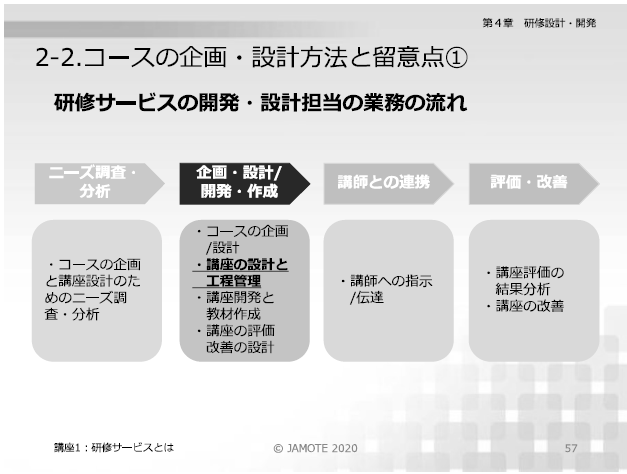 第4章　研修設計・開発
2-2.コースの企画・設計方法と留意点①
研修サービスの開発・設計担当の業務の流れ
ニーズ調査・
分析
企画・設計/
開発・作成
講師との連携
評価・改善
・コースの企画
と講座設計のた
めのニーズ調
査・分析
・コースの企画
/設計
・講座の設計と
工程管理
・講座開発と
教材作成
・講座の評価
改善の設計
・講師への指示
/伝達
・講座評価の
結果分析
・講座の改善
講座1：研修サービスとは
© JAMOTE 2020
57